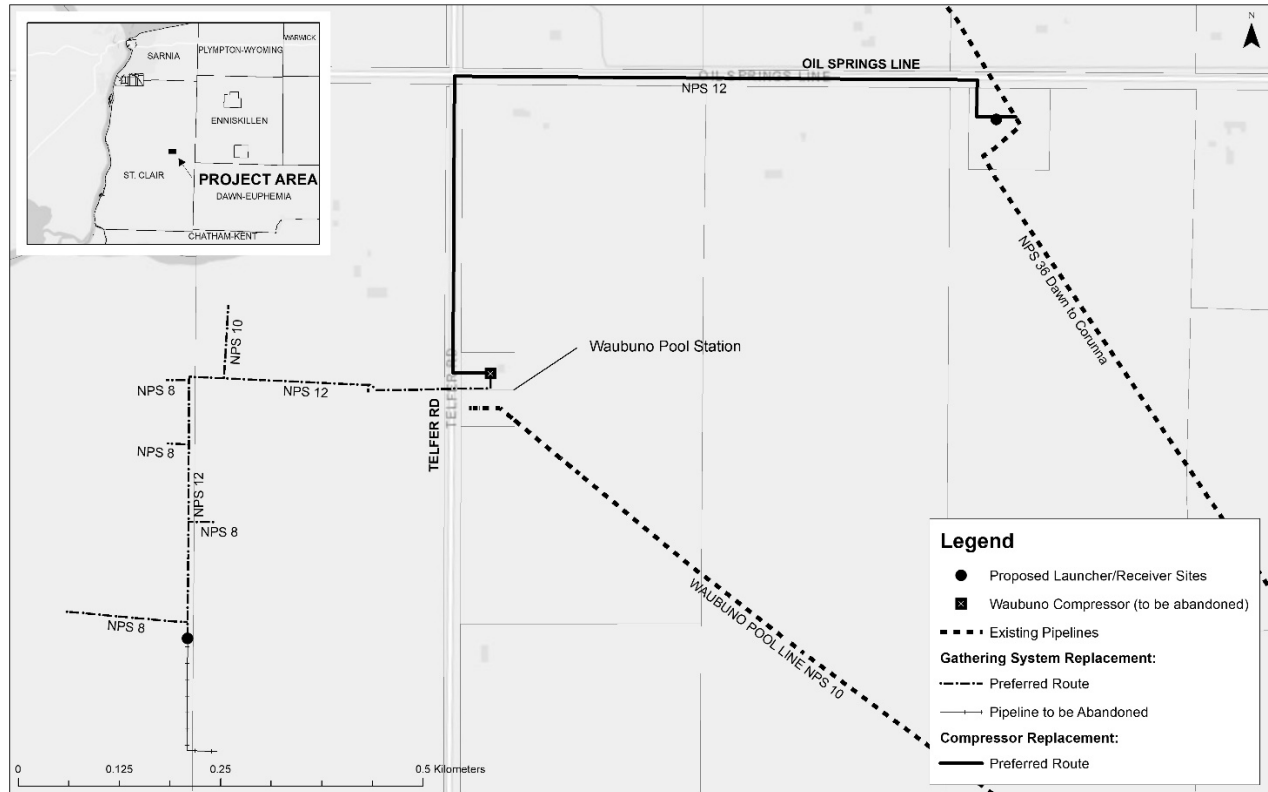 SARNIA
PLYMPTON-WYOMING
WARWICK
ENNISKILLEN
ST. CLAIR
PROJECT AREA
DAWN-EUPHEMIA
CHATHAM-KENT
N
OIL SPRINGS LINE
OIL SPRINGS LINE
NPS 12
NPS 36 Dawn to Corunna
Waubuno Pool Station
TELFER RD
TELFER RD
NPS 10
NPS 8
NPS 12
NPS 8
NPS 12
NPS 8
NPS 8
WAUBUNO POOL LINE NPS 10
Legend
Proposed Launcher/Receiver Sites
Waubuno Compressor (to be abandoned)
Existing Pipelines
Gathering System Replacement:
Preferred Route
Pipeline to be Abandoned
Compressor Replacement:
Preferred Route
0 0.125 0.25 0.5 Kilometers